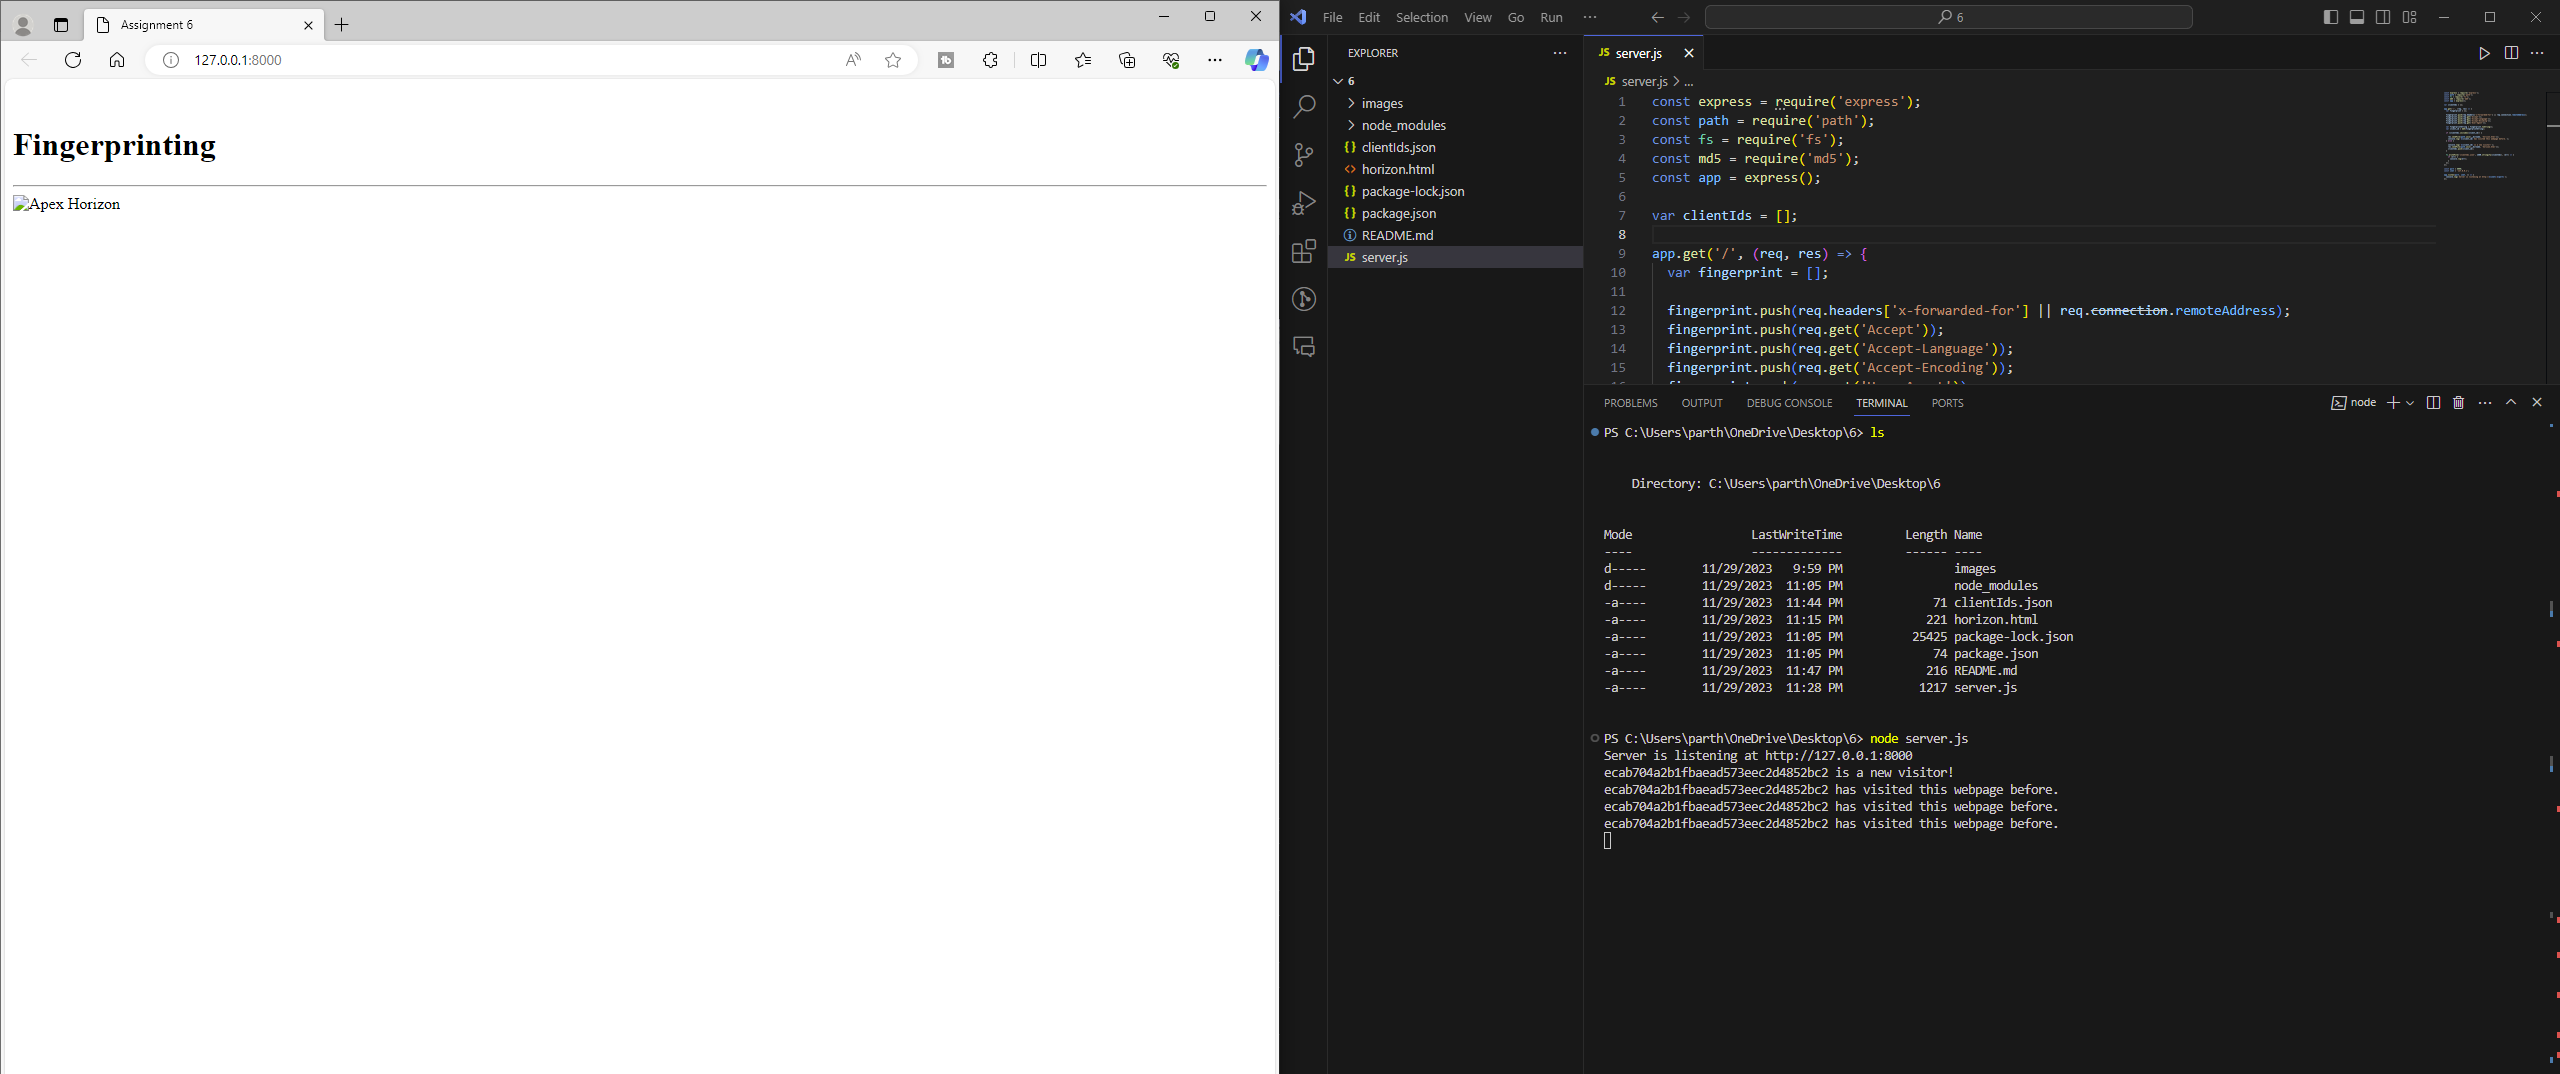 Assignment 6
127.0.0.1:8000
Fingerprinting
Apex Horizon
File Edit Selection View Go Run
6
EXPLORER
6
images
node_modules
clientIds.json
horizon.html
package-lock.json
package.json
README.md
server.js
server.js
server.js > ...
1 const express = require('express');
2 const path = require('path');
3 const fs = require('fs');
4 const md5 = require('md5');
5 const app = express();
6
7 var clientIds = [];
8
9 app.get('/', (req, res) => {
10 var fingerprint = [];
11
12 fingerprint.push(req.headers['x-forwarded-for'] || req.connection.remoteAddress);
13 fingerprint.push(req.get('Accept'));
14 fingerprint.push(req.get('Accept-Language'));
15 fingerprint.push(req.get('Accept-Encoding'));
PROBLEMS OUTPUT DEBUG CONSOLE TERMINAL PORTS
node
PS C:\Users\parth\OneDrive\Desktop\6> ls
Directory: C:\Users\parth\OneDrive\Desktop\6
Mode LastWriteTime Length Name
---- ------------- ------ ----
d----- 11/29/2023 9:59 PM images
d----- 11/29/2023 11:05 PM node_modules
-a---- 11/29/2023 11:44 PM 71 clientIds.json
-a---- 11/29/2023 11:15 PM 221 horizon.html
-a---- 11/29/2023 11:05 PM 25425 package-lock.json
-a---- 11/29/2023 11:05 PM 74 package.json
-a---- 11/29/2023 11:47 PM 216 README.md
-a---- 11/29/2023 11:28 PM 1217 server.js
PS C:\Users\parth\OneDrive\Desktop\6> node server.js
Server is listening at http://127.0.0.1:8000
ecab704a2b1fbaead573eec2d4852bc2 is a new visitor!
ecab704a2b1fbaead573eec2d4852bc2 has visited this webpage before.
ecab704a2b1fbaead573eec2d4852bc2 has visited this webpage before.
ecab704a2b1fbaead573eec2d4852bc2 has visited this webpage before.